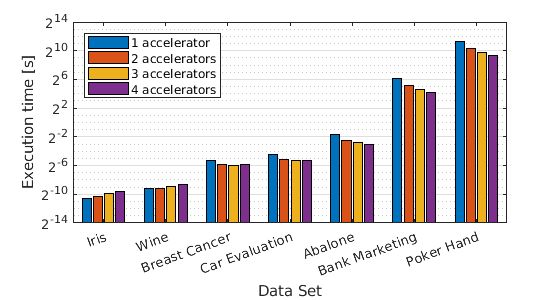 2^14
2^10
2^6
2^2
2^-2
2^-6
2^-10
2^-14
Execution time [s]
1 accelerator
2 accelerators
3 accelerators
4 accelerators
Iris
Wine
Breast Cancer
Car Evaluation
Abalone
Bank Marketing
Poker Hand
Data Set